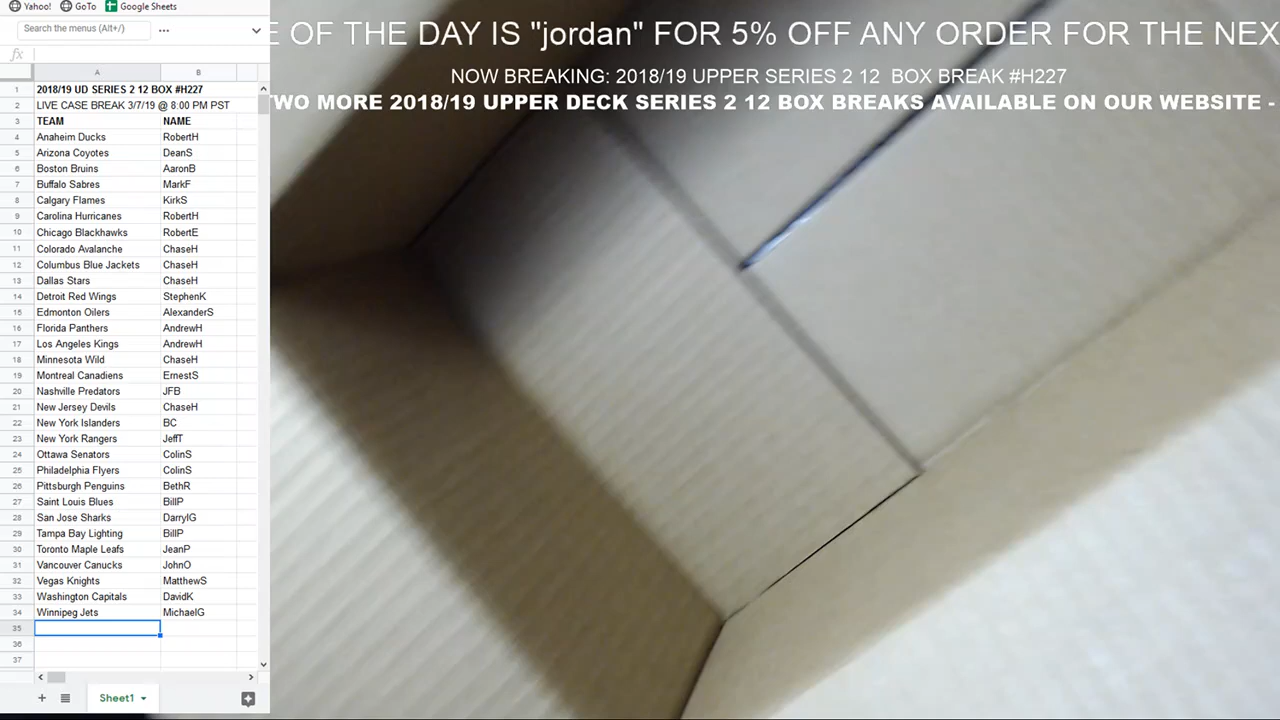 Yahoo!
GoTo
Google Sheets
Search the menus (Alt+/)
fx
A
B
1 2018/19 UD SERIES 2 12 BOX #H227
2 LIVE CASE BREAK 3/7/19 @ 8:00 PM PST
3 TEAM NAME
4 Anaheim Ducks RobertH
5 Arizona Coyotes DeanS
6 Boston Bruins AaronB
7 Buffalo Sabres MarkF
8 Calgary Flames KirkS
9 Carolina Hurricanes RobertH
10 Chicago Blackhawks RobertE
11 Colorado Avalanche ChaseH
12 Columbus Blue Jackets ChaseH
13 Dallas Stars ChaseH
14 Detroit Red Wings StephenK
15 Edmonton Oilers AlexanderS
16 Florida Panthers AndrewH
17 Los Angeles Kings AndrewH
18 Minnesota Wild ChaseH
19 Montreal Canadiens ErnestS
20 Nashville Predators JFB
21 New Jersey Devils ChaseH
22 New York Islanders BC
23 New York Rangers JeffT
24 Ottawa Senators ColinS
25 Philadelphia Flyers ColinS
26 Pittsburgh Penguins BethR
27 Saint Louis Blues BillP
28 San Jose Sharks DarrylG
29 Tampa Bay Lighting BillP
30 Toronto Maple Leafs JeanP
31 Vancouver Canucks JohnO
32 Vegas Knights MatthewS
33 Washington Capitals DavidK
34 Winnipeg Jets MichaelG
35
36
37
Sheet1
E OF THE DAY IS "jordan" FOR 5% OFF ANY ORDER FOR THE NEX
NOW BREAKING: 2018/19 UPPER SERIES 2 12 BOX BREAK #H227
TWO MORE 2018/19 UPPER DECK SERIES 2 12 BOX BREAKS AVAILABLE ON OUR WEBSITE -